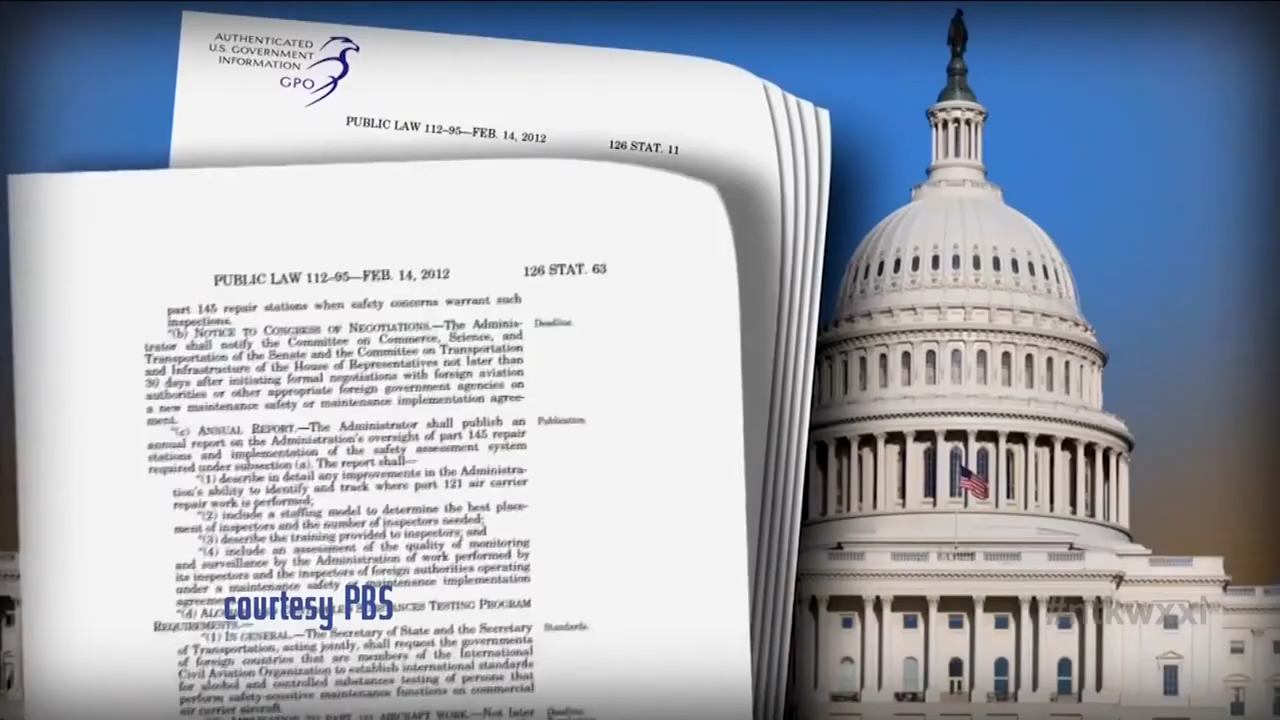 AUTHENTICATED
U.S. GOVERNMENT
INFORMATION
GPO
PUBLIC LAW 112–95—FEB. 14, 2012 126 STAT. 11
PUBLIC LAW 112–95—FEB. 14, 2012 126 STAT. 63
part 145 repair stations when safety concerns warrant such
inspections.
"(b) NOTICE TO CONGRESS OF NEGOTIATIONS.—The Adminis- Deadline.
trator shall notify the Committee on Commerce, Science, and
Transportation of the Senate and the Committee on Transportation
and Infrastructure of the House of Representatives not later than
30 days after initiating formal negotiations with foreign aviation
authorities or other appropriate foreign government agencies on
a new maintenance safety or maintenance implementation agree-
ment.
"(c) ANNUAL REPORT.—The Administrator shall publish an Publication.
annual report on the Administration's oversight of part 145 repair
stations and implementation of the safety assessment system
required under subsection (a). The report shall—
"(1) describe in detail any improvements in the Administra-
tion's ability to identify and track where part 121 air carrier
repair work is performed;
"(2) include a staffing model to determine the best place-
ment of inspectors and the number of inspectors needed;
"(3) describe the training provided to inspectors; and
"(4) include an assessment of the quality of monitoring
and surveillance by the Administration of work performed by
its inspectors and the inspectors of foreign authorities operating
under a maintenance safety or maintenance implementation
courtesy PBS
TESTING PROGRAM
REQUIREMENTS.—
"(1) IN GENERAL.—The Secretary of State and the Secretary Standards.
of Transportation, acting jointly, shall request the governments
of foreign countries that are members of the International
Civil Aviation Organization to establish international standards
for alcohol and controlled substances testing of persons that
perform safety-sensitive maintenance functions on commercial
air carrier aircraft.
AIRCRAFT WORK.—Not later Deadline.
#ntkwxxi